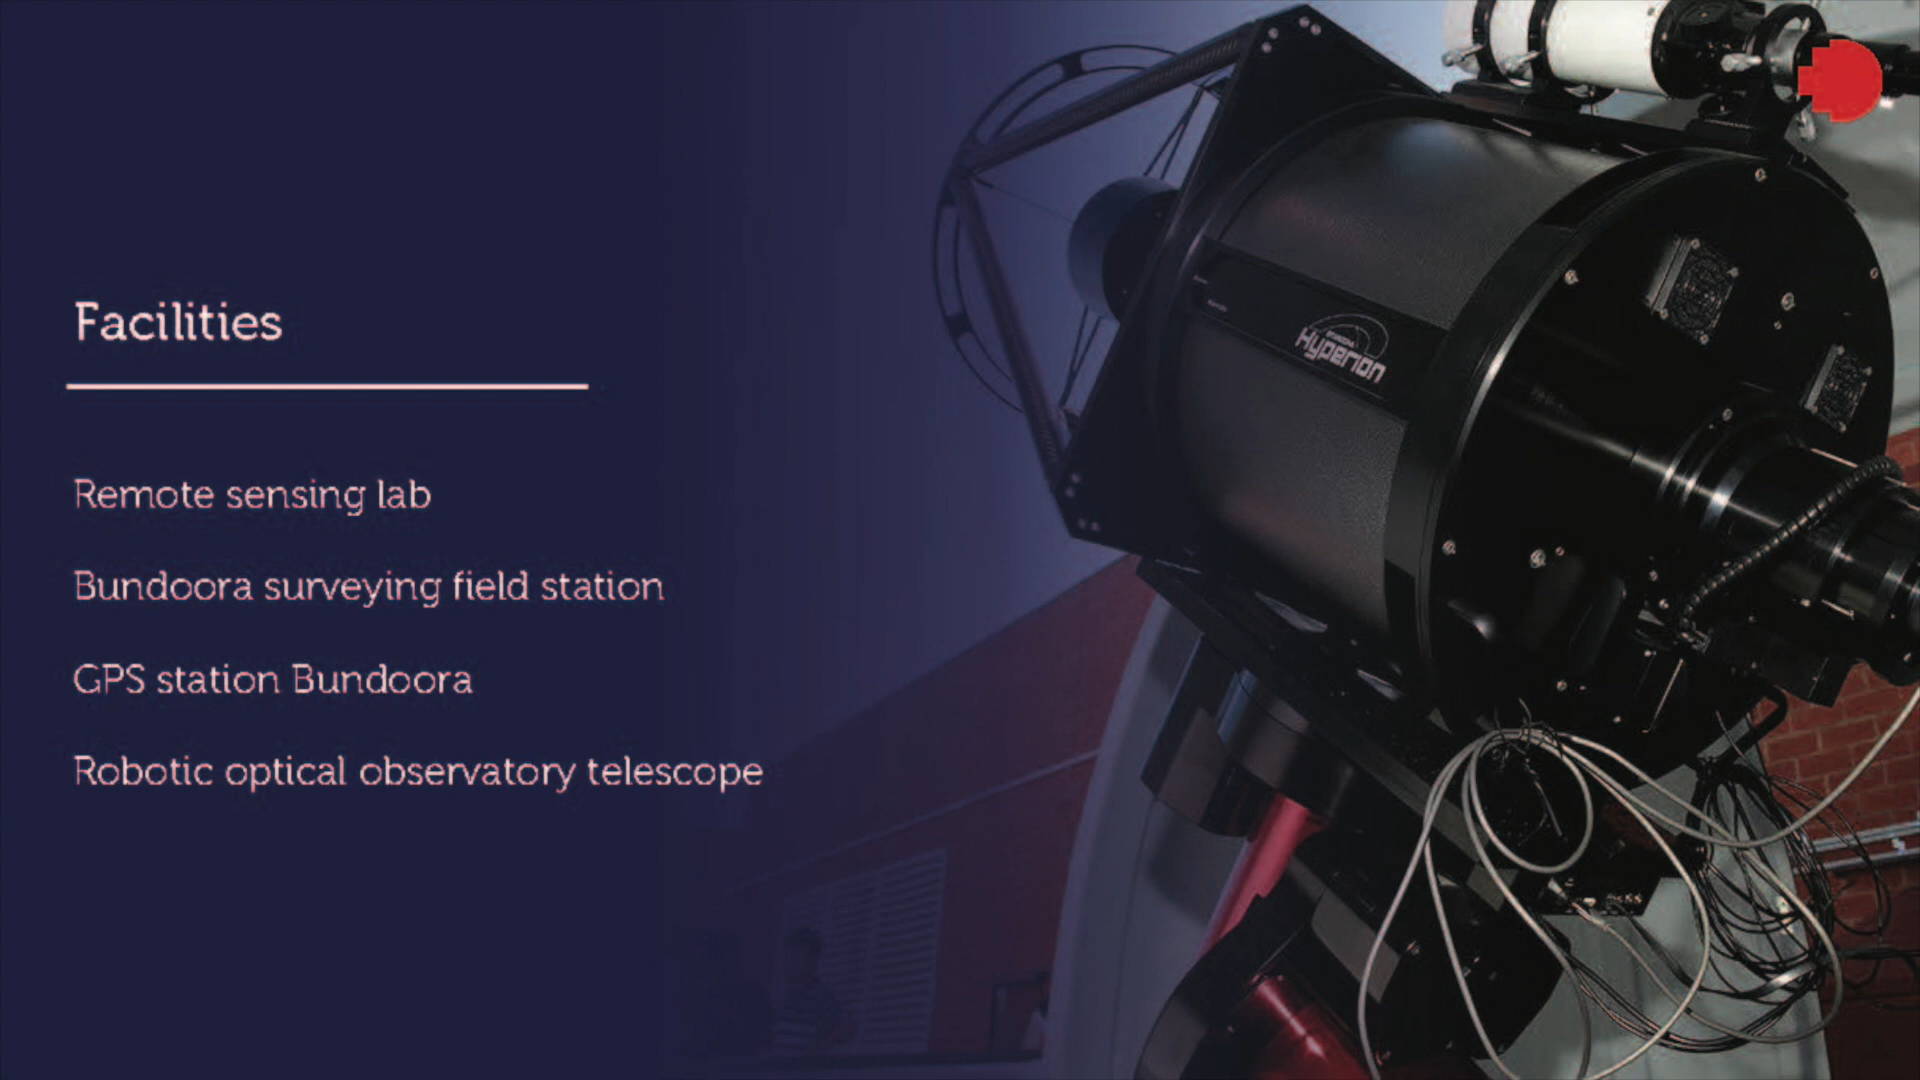 Facilities
Remote sensing lab
Bundoora surveying field station
GPS station Bundoora
Robotic optical observatory telescope
Hyperion